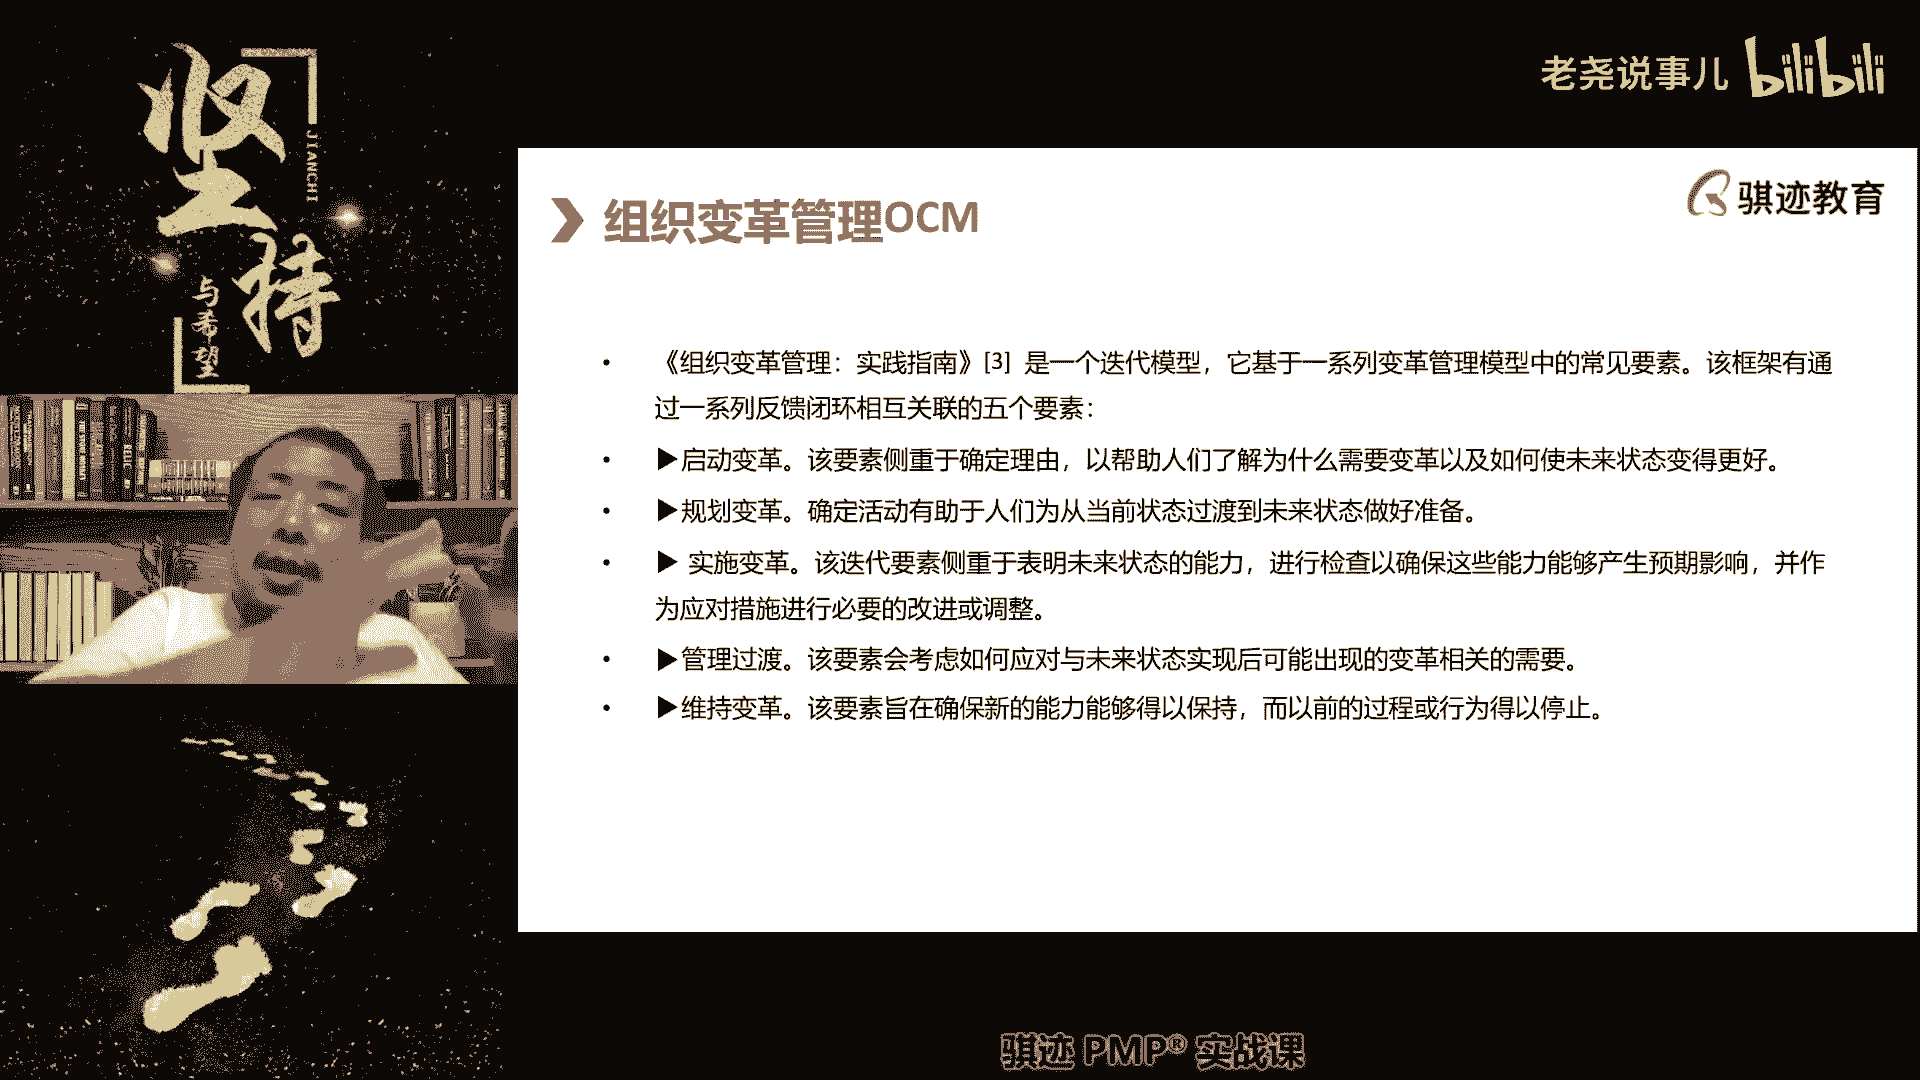 坚持
JIANCHI
与希望
老尧说事儿 bilibili
骐迹教育
组织变革管理OCM
• 《组织变革管理：实践指南》[3] 是一个迭代模型，它基于一系列变革管理模型中的常见要素。该框架有通
过一系列反馈闭环相互关联的五个要素：
• ▶启动变革。该要素侧重于确定理由，以帮助人们了解为什么需要变革以及如何使未来状态变得更好。
• ▶规划变革。确定活动有助于人们为从当前状态过渡到未来状态做好准备。
• ▶ 实施变革。该迭代要素侧重于表明未来状态的能力，进行检查以确保这些能力能够产生预期影响，并作
为应对措施进行必要的改进或调整。
• ▶管理过渡。该要素会考虑如何应对与未来状态实现后可能出现的变革相关的需要。
• ▶维持变革。该要素旨在确保新的能力能够得以保持，而以前的过程或行为得以停止。
骐迹 PMP® 实战课